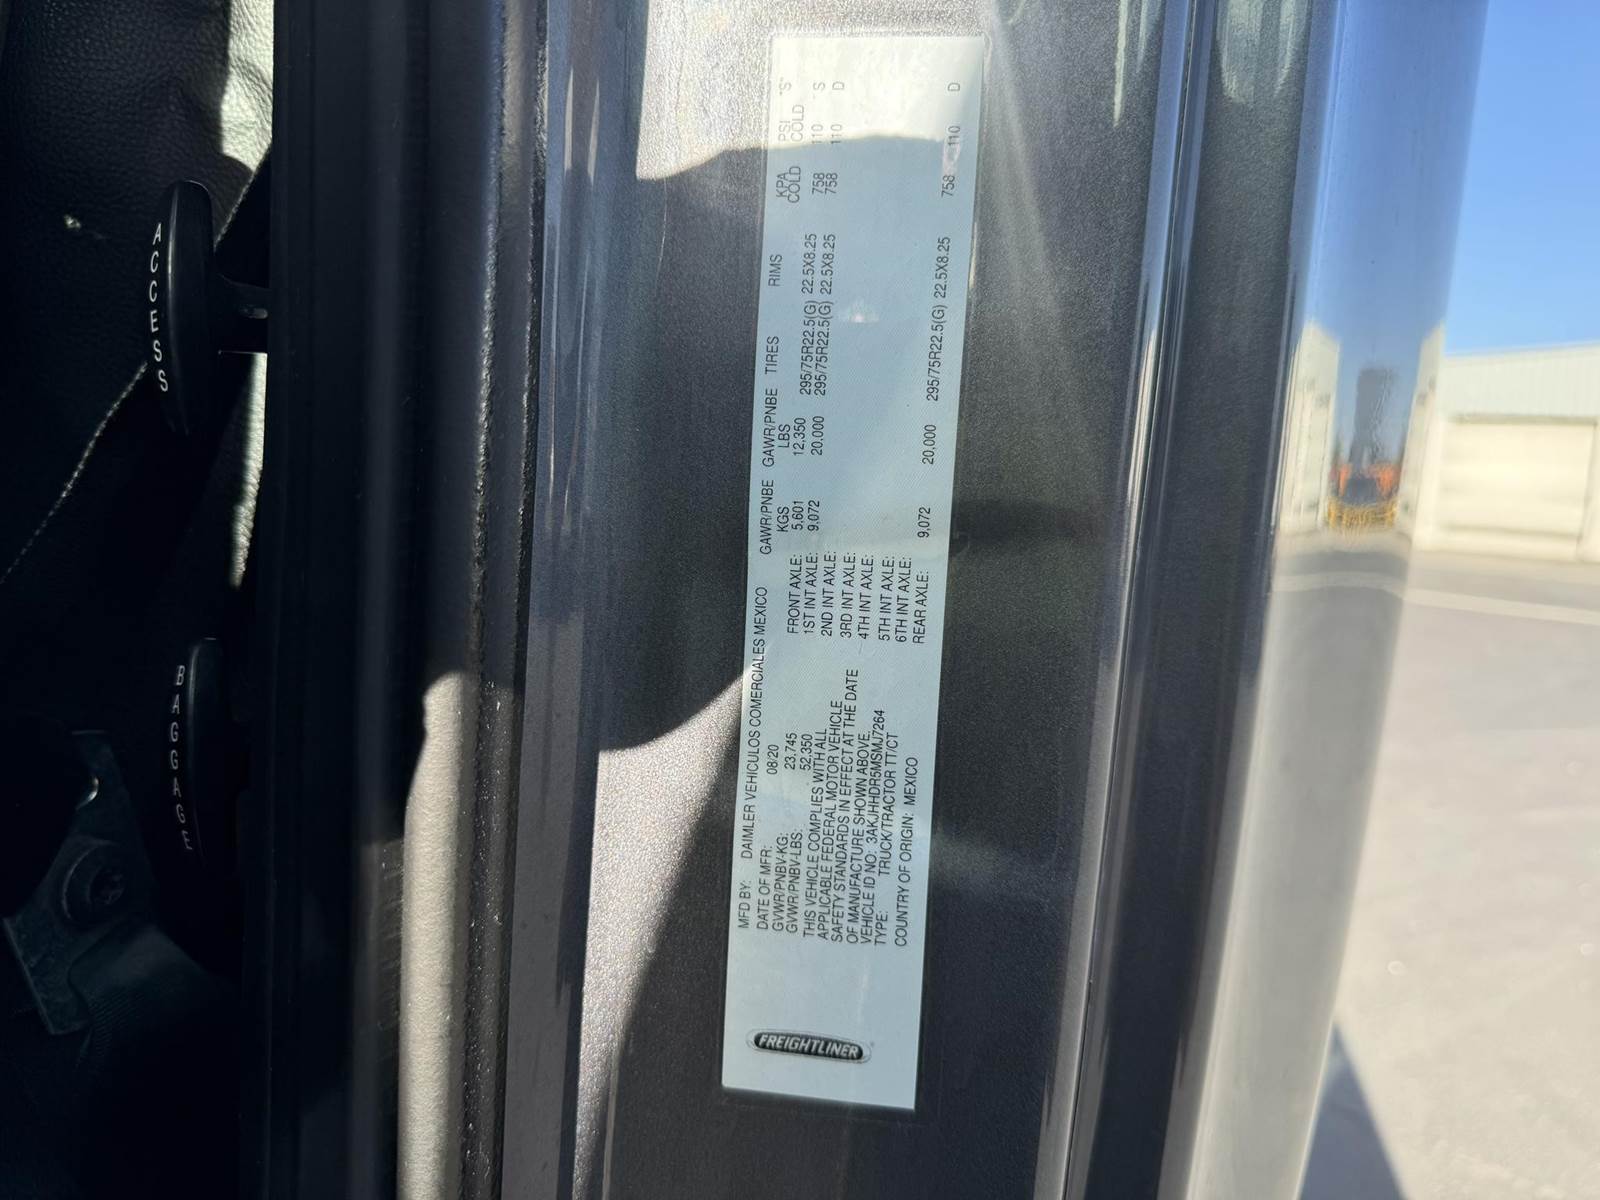 ACCESS
BAGGAGE
FREIGHTLINER
MFD BY: DAIMLER VEHICULOS COMERCIALES MEXICO
DATE OF MFR: 08/20
GVWR/PNBV-KG: 23,745
GVWR/PNBV-LBS: 52,350
THIS VEHICLE COMPLIES WITH ALL
APPLICABLE FEDERAL MOTOR VEHICLE
SAFETY STANDARDS IN EFFECT AT THE DATE
OF MANUFACTURE SHOWN ABOVE.
VEHICLE ID NO: 3AKJHHDR5MSMJ7264
TYPE: TRUCK/TRACTOR TT/CT
COUNTRY OF ORIGIN: MEXICO
GAWR/PNBE GAWR/PNBE TIRES RIMS KPA PSI "S"
KGS LBS COLD COLD
FRONT AXLE: 5,601 12,350 295/75R22.5(G) 22.5X8.25 758 110 S
1ST INT AXLE: 9,072 20,000 295/75R22.5(G) 22.5X8.25 758 110 D
2ND INT AXLE:
3RD INT AXLE:
4TH INT AXLE:
5TH INT AXLE:
6TH INT AXLE:
REAR AXLE: 9,072 20,000 295/75R22.5(G) 22.5X8.25 758 110 D